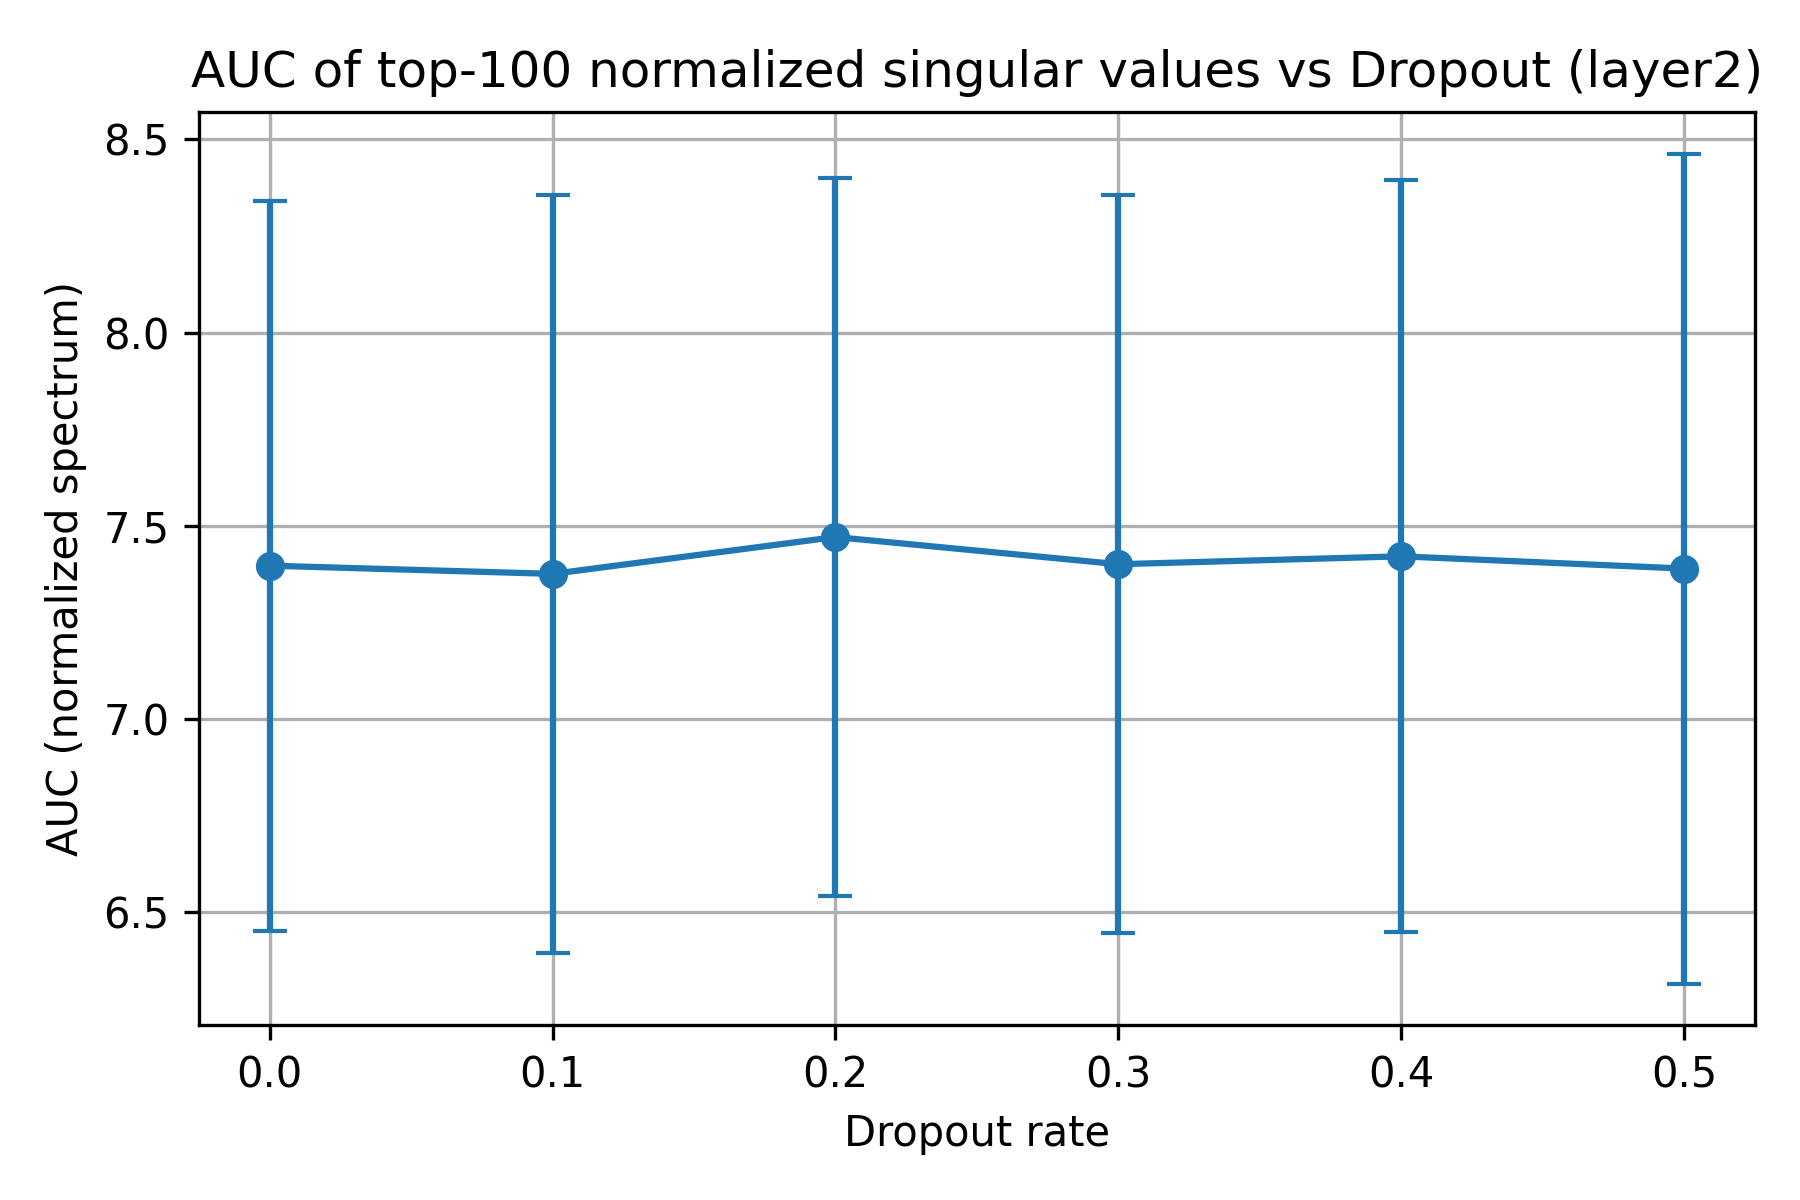 AUC of top-100 normalized singular values vs Dropout (layer2)
8.5
8.0
7.5
7.0
6.5
AUC (normalized spectrum)
0.0 0.1 0.2 0.3 0.4 0.5
Dropout rate